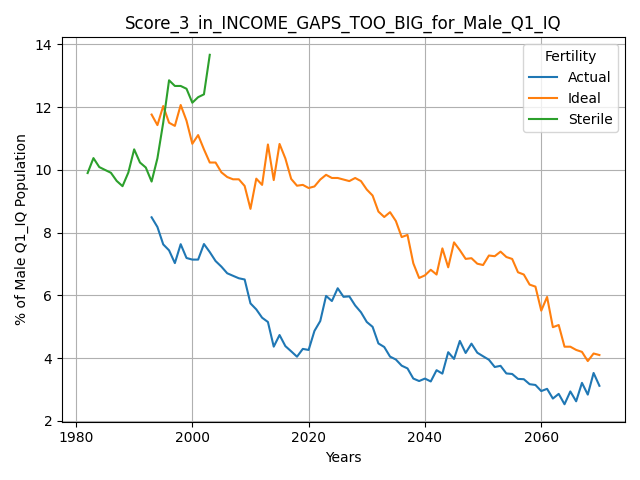 Score_3_in_INCOME_GAPS_TOO_BIG_for_Male_Q1_IQ
% of Male Q1_IQ Population
14
12
10
8
6
4
2
Fertility
Actual
Ideal
Sterile
1980 2000 2020 2040 2060
Years